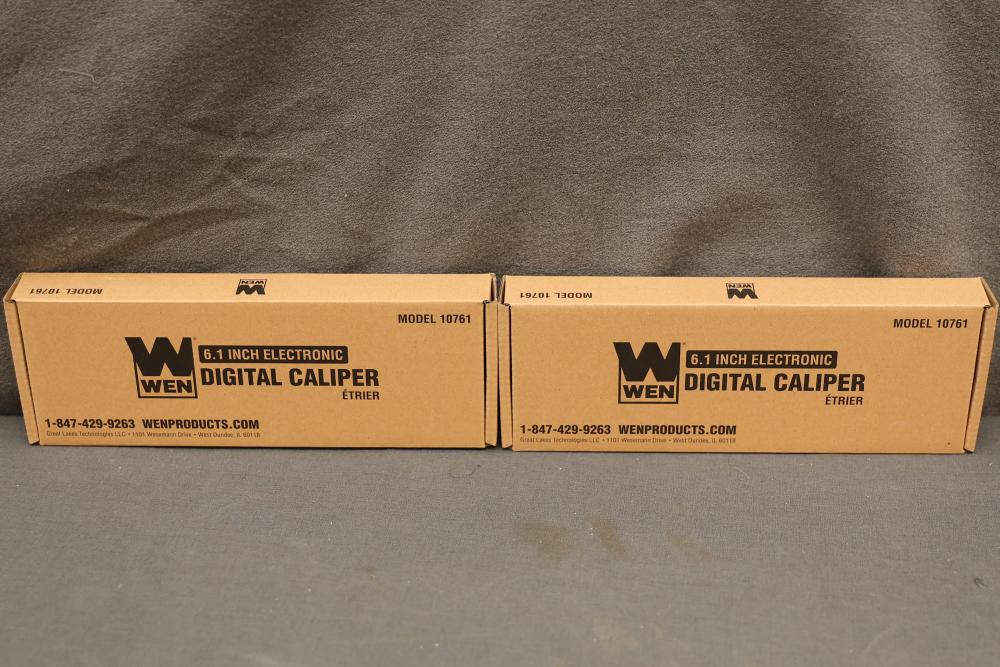 MODEL 10761
WEN
MODEL 10761
WEN
6.1 INCH ELECTRONIC
DIGITAL CALIPER
ÉTRIER
1-847-429-9263 WENPRODUCTS.COM
Great Lakes Technologies LLC • 1101 Wesemann Drive • West Dundee, IL 60118
MODEL 10761
WEN
MODEL 10761
WEN
6.1 INCH ELECTRONIC
DIGITAL CALIPER
ÉTRIER
1-847-429-9263 WENPRODUCTS.COM
Great Lakes Technologies LLC • 1101 Wesemann Drive • West Dundee, IL 60118